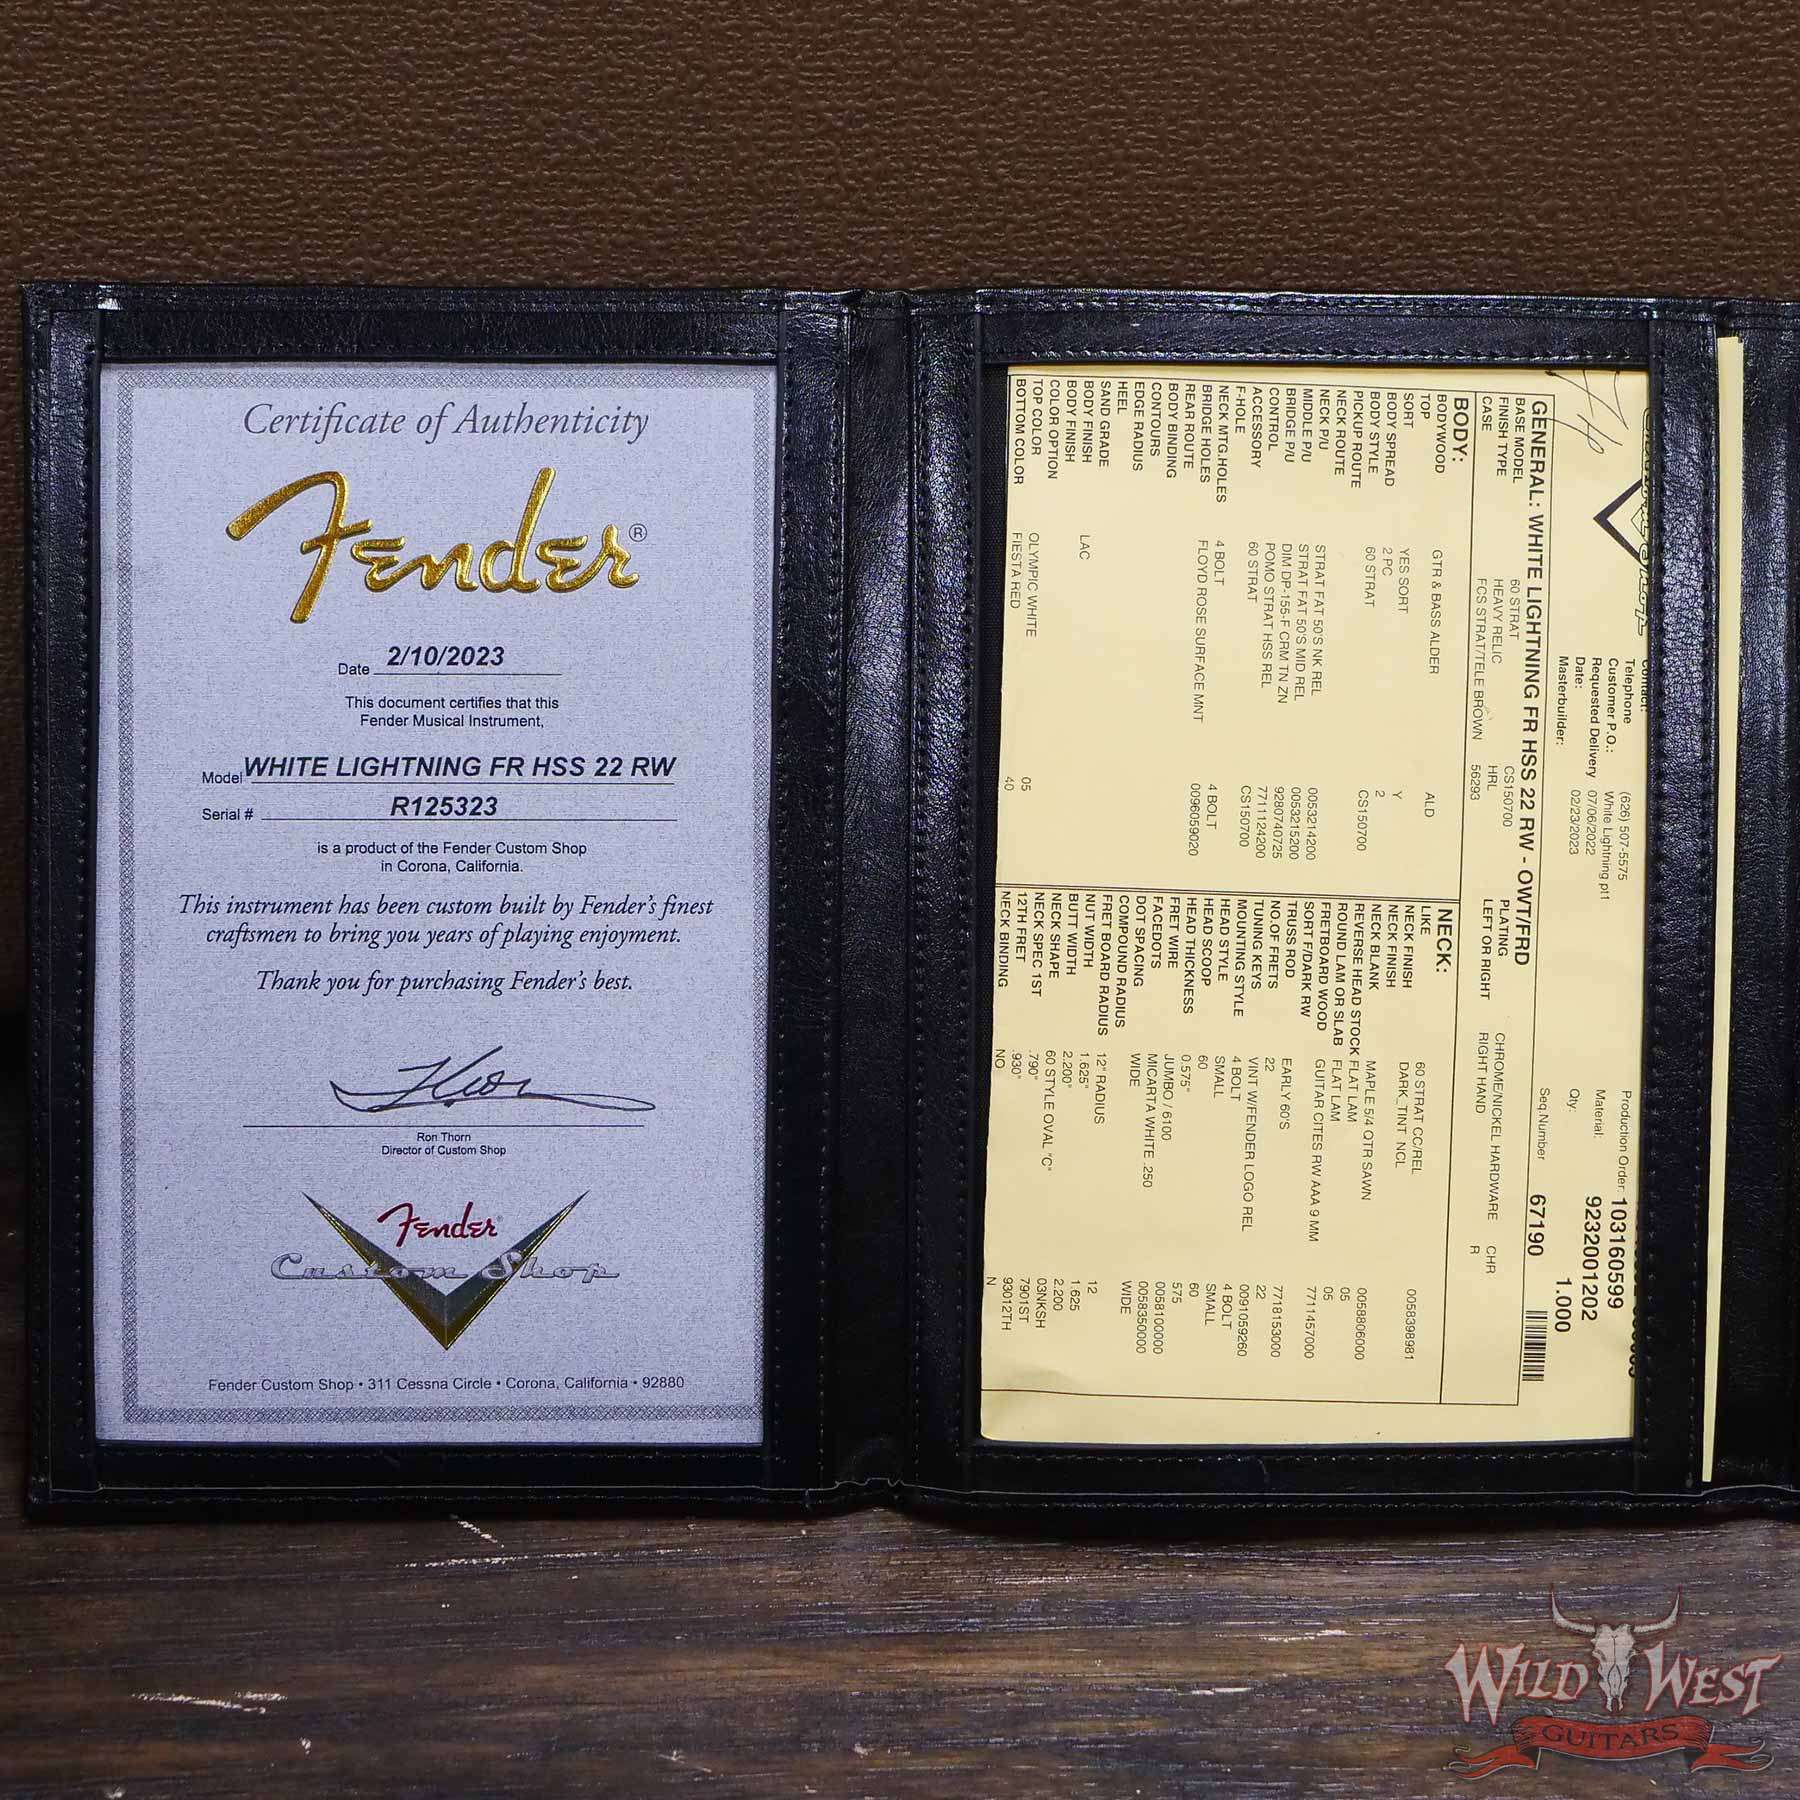 Certificate of Authenticity
Fender®
Date 2/10/2023
This document certifies that this
Fender Musical Instrument,
Model WHITE LIGHTNING FR HSS 22 RW
Serial # R125323
is a product of the Fender Custom Shop
in Corona, California.
This instrument has been custom built by Fender's finest
craftsmen to bring you years of playing enjoyment.
Thank you for purchasing Fender's best.
Ron Thorn
Director of Custom Shop
Fender
Custom Shop
Fender Custom Shop • 311 Cessna Circle • Corona, California • 92880
Contact:
Telephone (626) 507-5575
Customer P.O.: White Lightning pt1
Requested Delivery 07/06/2022
Date: 02/23/2023
Masterbuilder:
Production Order: 103160599
Material: 9232001202
Qty: 1.000
Seq.Number 67190
GENERAL: WHITE LIGHTNING FR HSS 22 RW - OWT/FRD
BASE MODEL 60 STRAT CS150700 PLATING CHROME/NICKEL HARDWARE CHR
FINISH TYPE HEAVY RELIC HRL LEFT OR RIGHT RIGHT HAND R
CASE FCS STRAT/TELE BROWN 56293
BODY:
BODYWOOD GTR & BASS ALDER ALD
TOP
SORT YES SORT Y
BODY SPREAD 2 PC 2
BODY STYLE 60 STRAT CS150700
PICKUP ROUTE
NECK ROUTE
NECK P/U STRAT FAT 50'S NK REL 0053214200
MIDDLE P/U STRAT FAT 50'S MID REL 0053215200
BRIDGE P/U DIM DP-155-F CRM TN ZN 9280740725
CONTROL POMO STRAT HSS REL 7711124200
ACCESSORY 60 STRAT CS150700
F-HOLE
NECK MTG.HOLES 4 BOLT 4 BOLT
BRIDGE HOLES FLOYD ROSE SURFACE MNT 0096059020
REAR ROUTE
BODY BINDING
CONTOURS
EDGE RADIUS
HEEL
SAND GRADE
BODY FINISH LAC
BODY FINISH
COLOR OPTION
TOP COLOR OLYMPIC WHITE 05
BOTTOM COLOR FIESTA RED 40
NECK:
LIKE 60 STRAT CC/REL 0058398981
NECK FINISH DARK_TINT NCL
NECK FINISH
NECK BLANK MAPLE 5/4 QTR SAWN 0058806000
REVERSE HEAD STOCK FLAT LAM 05
ROUND LAM OR SLAB FLAT LAM 05
FRETBOARD WOOD GUITAR CITES RW AAA 9 MM 7711457000
SORT F/DARK RW
TRUSS ROD EARLY 60'S 7718153000
NO.OF FRETS 22 22
TUNING KEYS VINT W/FENDER LOGO REL 0091059260
MOUNTING STYLE 4 BOLT 4 BOLT
HEAD STYLE SMALL SMALL
HEAD SCOOP 60 60
HEAD THICKNESS 0.575" 575
FRET WIRE JUMBO / 6100 0058100000
FACEDOTS MICARTA WHITE .250 0058350000
DOT SPACING WIDE WIDE
COMPOUND RADIUS
FRET BOARD RADIUS 12" RADIUS 12
NUT WIDTH 1.625" 1.625
BUTT WIDTH 2.200" 2.200
NECK SHAPE 60 STYLE OVAL "C" 03NKSH
NECK SPEC 1ST .790" 7901ST
12TH FRET .930" 93012TH
NECK BINDING NO N
WILD WEST
GUITARS